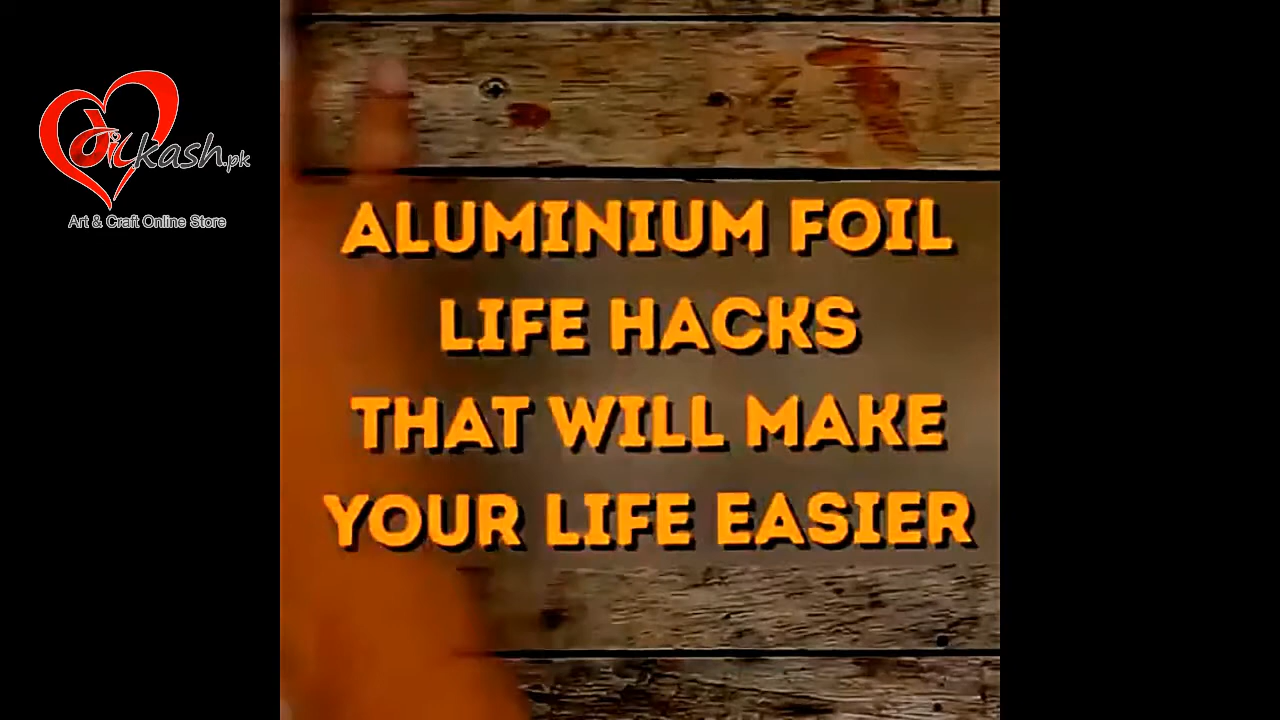 dilkash.pk
Art & Craft Online Store
ALUMINIUM FOIL
LIFE HACKS
THAT WILL MAKE
YOUR LIFE EASIER